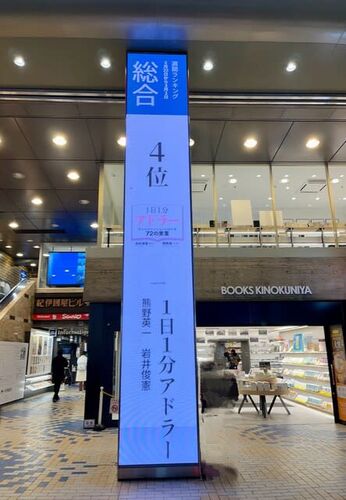 週間ランキング
総合
4位
1日1分
アドラー
72の言葉
1日1分アドラー
熊野英一 岩井俊憲
BOOKS KINOKUNIYA
紀伊國屋ビル
Information